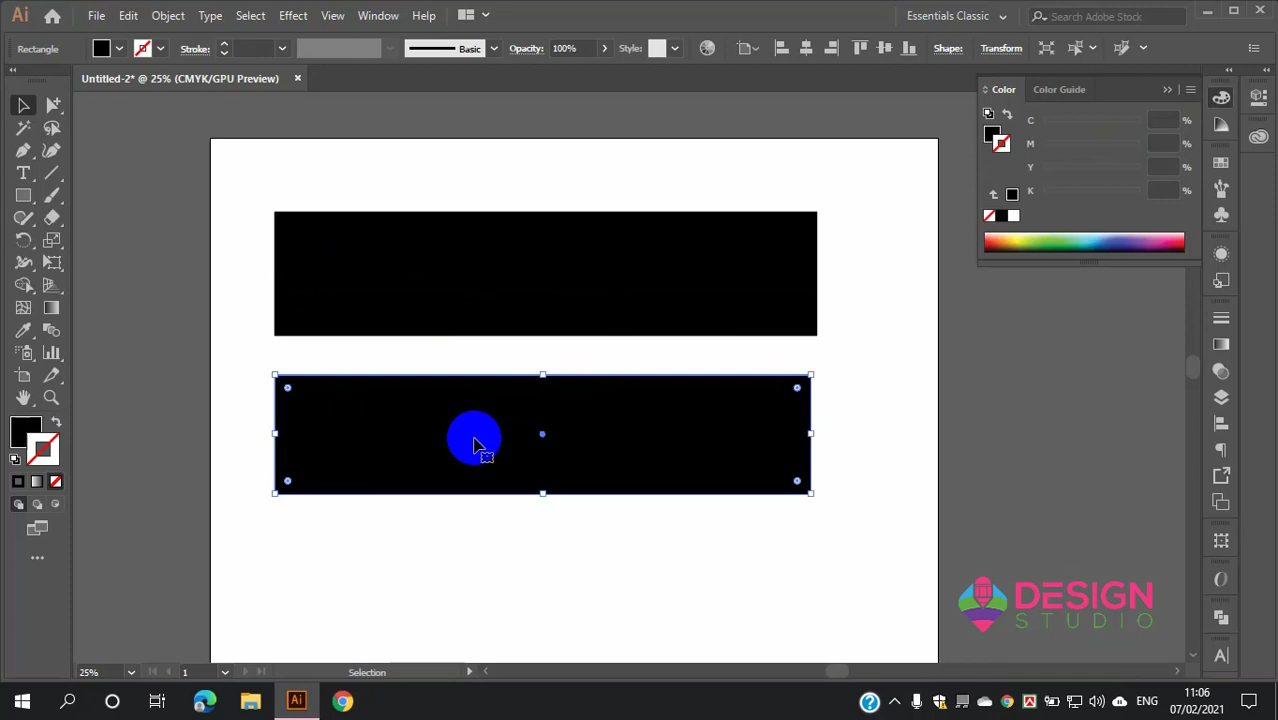 Ai File Edit Object Type Select Effect View Window Help Essentials Classic Search Adobe Stock
Rectangle Stroke: Basic Opacity: 100% Style: Shape: Transform
Untitled-2* @ 25% (CMYK/GPU Preview) ×
Color Color Guide
C %
M %
Y %
K %
T
DESIGN
STUDIO
25% 1 Selection
Ai ENG 11:06
07/02/2021